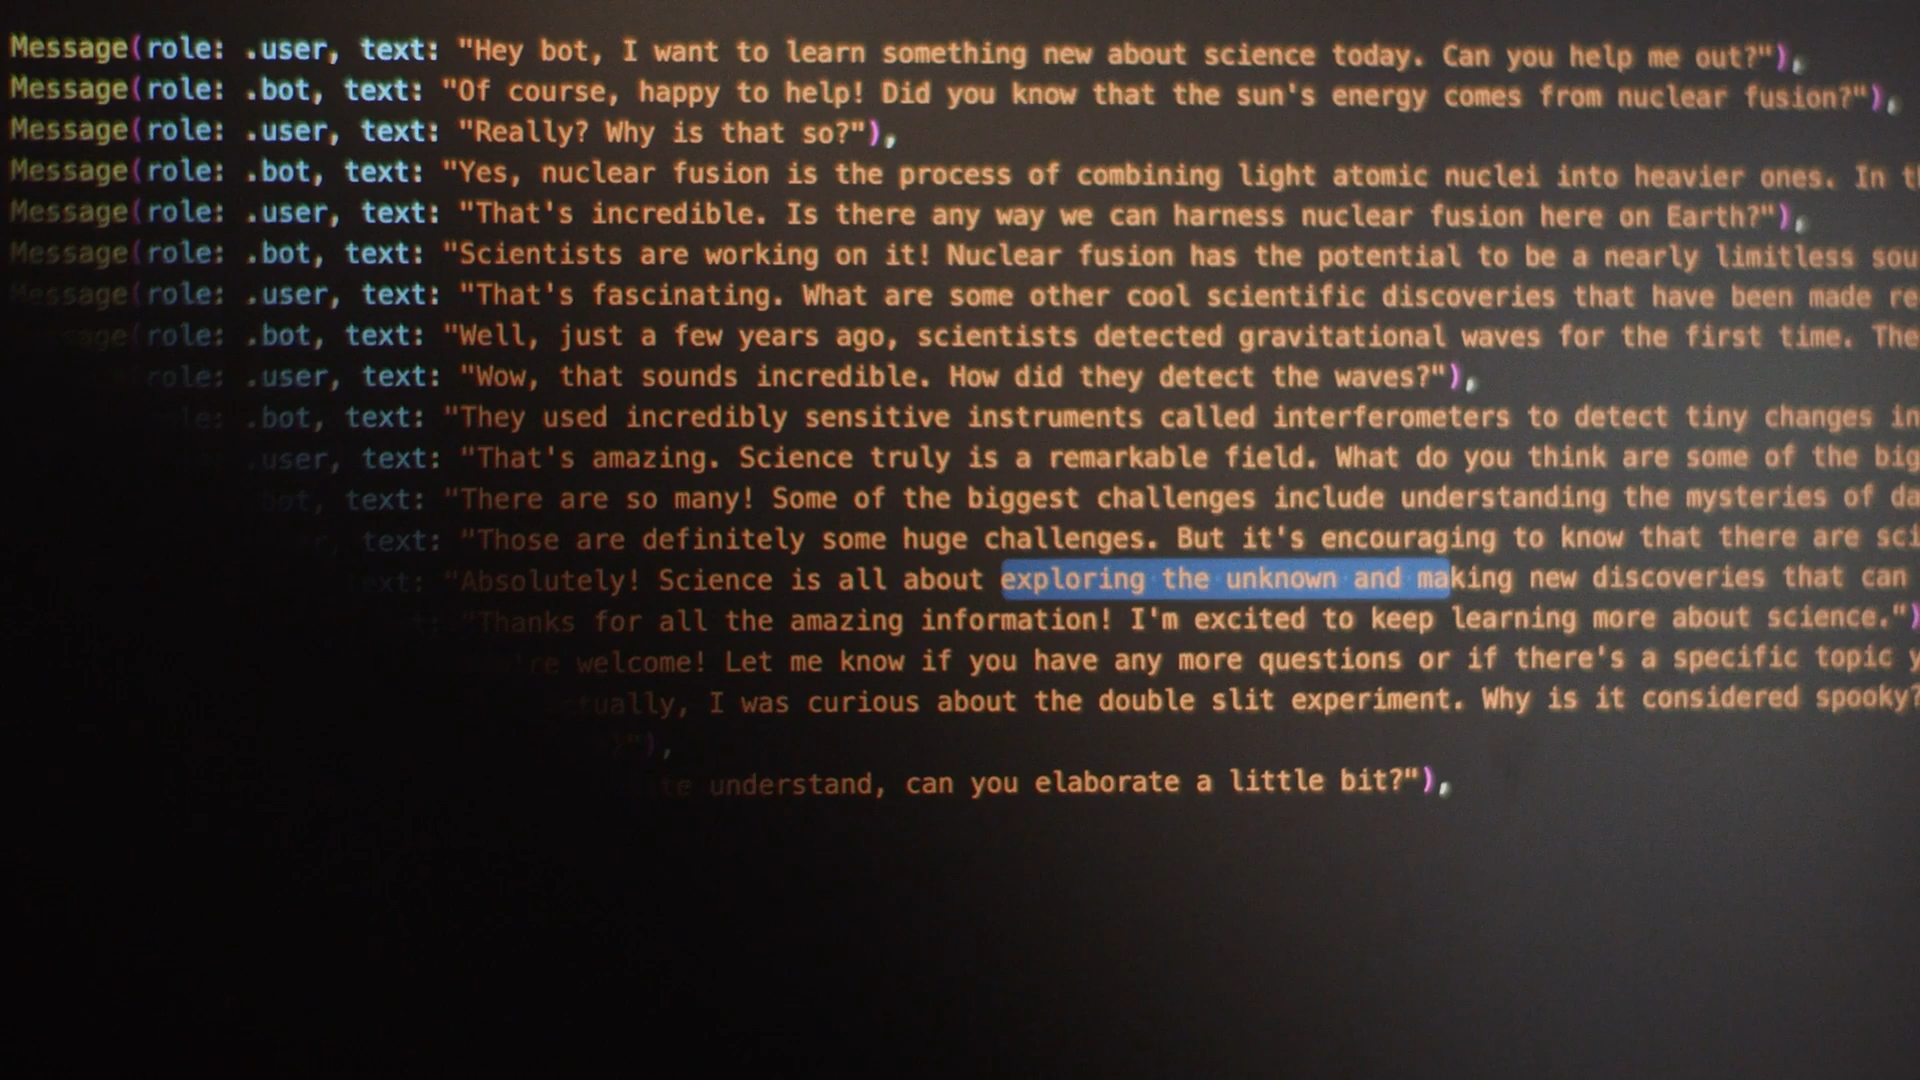 Message(role: .user, text: "Hey bot, I want to learn something new about science today. Can you help me out?"),
Message(role: .bot, text: "Of course, happy to help! Did you know that the sun's energy comes from nuclear fusion?"),
Message(role: .user, text: "Really? Why is that so?"),
Message(role: .bot, text: "Yes, nuclear fusion is the process of combining light atomic nuclei into heavier ones. In
Message(role: .user, text: "That's incredible. Is there any way we can harness nuclear fusion here on Earth?"),
Message(role: .bot, text: "Scientists are working on it! Nuclear fusion has the potential to be a nearly limitless
Message(role: .user, text: "That's fascinating. What are some other cool scientific discoveries that have been made
Message(role: .bot, text: "Well, just a few years ago, scientists detected gravitational waves for the first time.
role: .user, text: "Wow, that sounds incredible. How did they detect the waves?"),
.bot, text: "They used incredibly sensitive instruments called interferometers to detect tiny changes in
.user, text: "That's amazing. Science truly is a remarkable field. What do you think are some of the
bot, text: "There are so many! Some of the biggest challenges include understanding the mysteries of
text: "Those are definitely some huge challenges. But it's encouraging to know that there are
text: "Absolutely! Science is all about exploring the unknown and making new discoveries that can
"Thanks for all the amazing information! I'm excited to keep learning more about science.")
welcome! Let me know if you have any more questions or if there's a specific topic
I was curious about the double slit experiment. Why is it considered spooky?
"),
understand, can you elaborate a little bit?"),